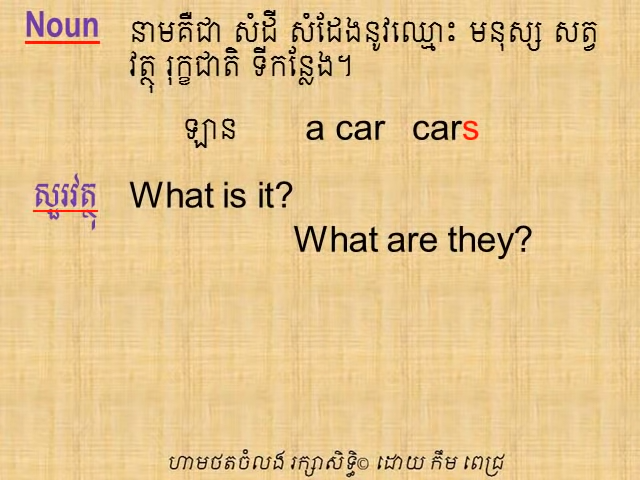 Noun នាមគឺជា សំដី សំដែងនូវឈ្មោះ មនុស្ស សត្វ
វត្ថុ រុក្ខជាតិ ទីកន្លែង។
ឡាន a car cars
សួរវត្ថុ What is it?
What are they?
ហាមថតចំលង រក្សាសិទ្ធិ© ដោយ កឹម ពេជ្រ